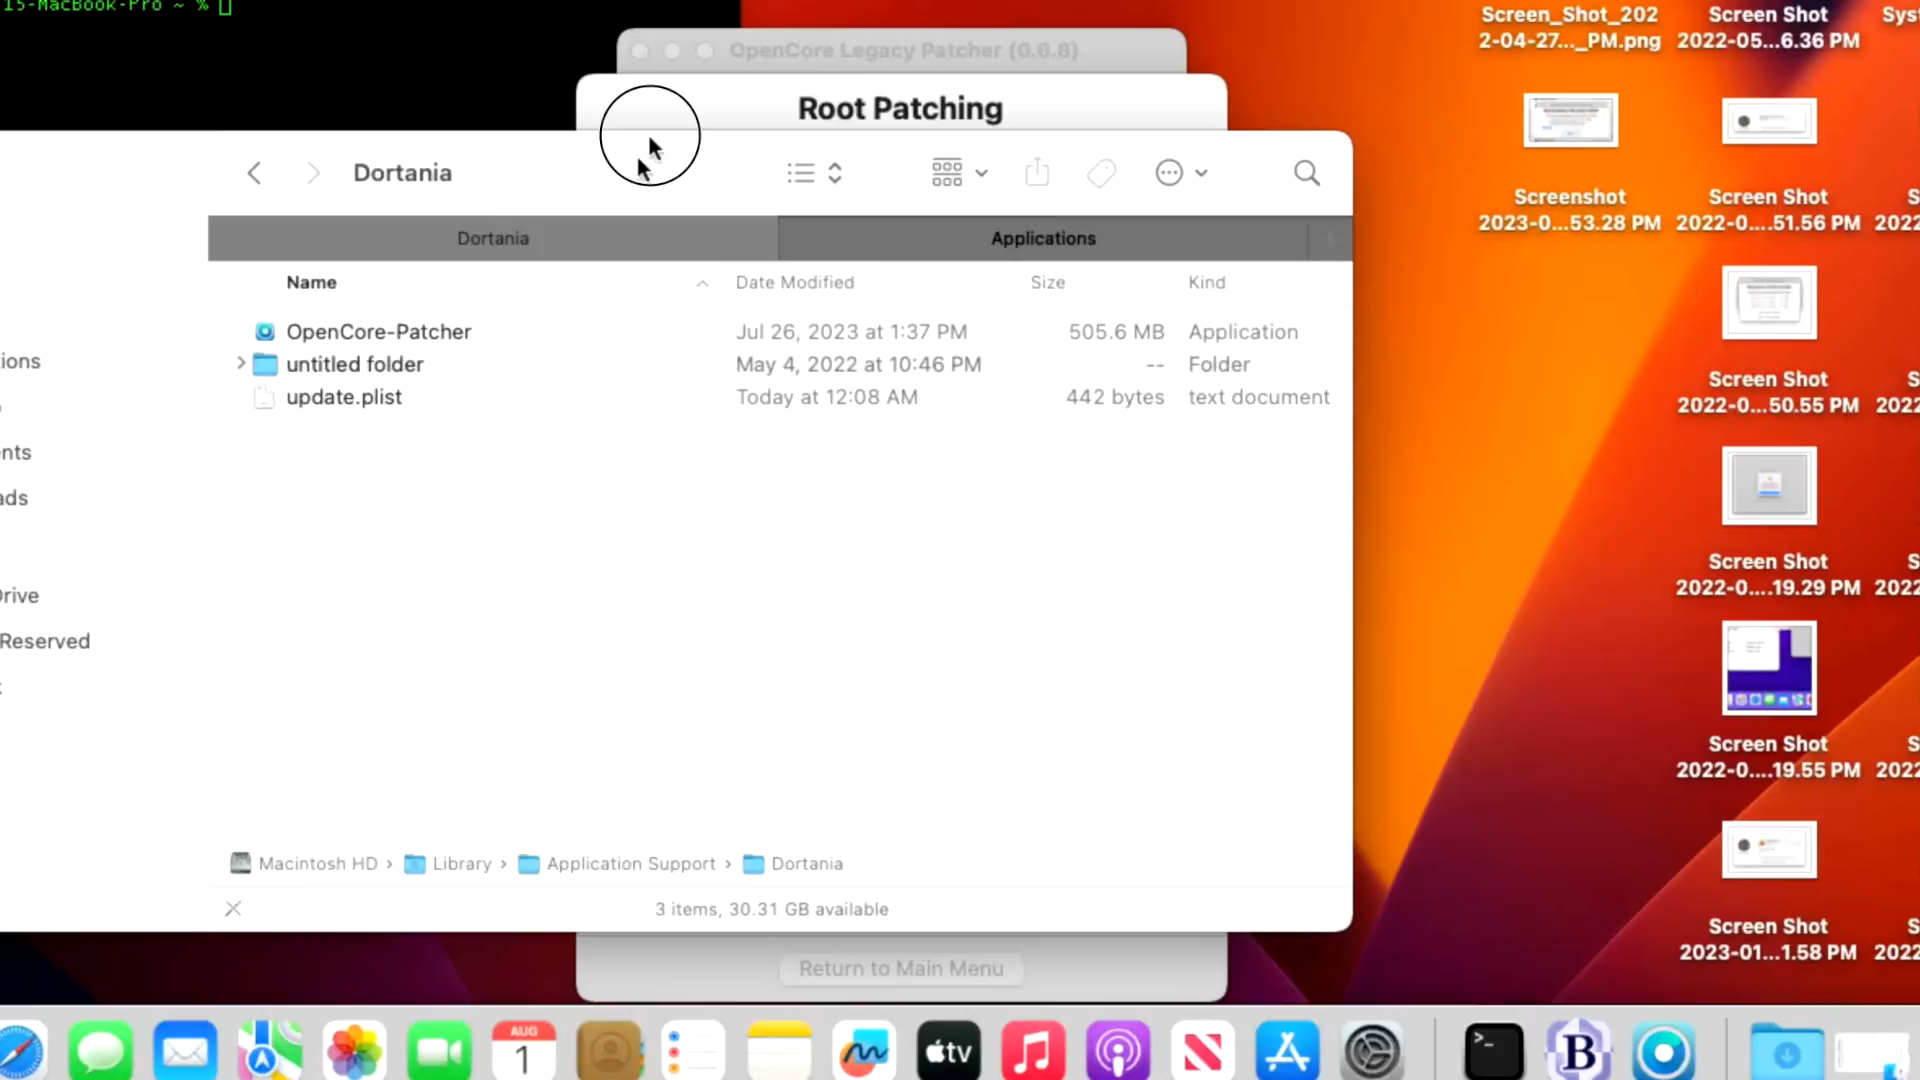 15-MacBook-Pro ~ %
OpenCore Legacy Patcher (0.6.8)
Root Patching
Dortania
Dortania
Applications
Name
Date Modified
Size
Kind
OpenCore-Patcher
Jul 26, 2023 at 1:37 PM
505.6 MB
Application
untitled folder
May 4, 2022 at 10:46 PM
--
Folder
update.plist
Today at 12:08 AM
442 bytes
text document
ions
ents
ads
Drive
Reserved
Macintosh HD › Library › Application Support › Dortania
3 items, 30.31 GB available
Return to Main Menu
Screen_Shot_202
2-04-27..._PM.png
Screen Shot
2022-05...6.36 PM
Syst
Screenshot
2023-0...53.28 PM
Screen Shot
2022-0....51.56 PM
S
2022
Screen Shot
2022-0...50.55 PM
S
2022
Screen Shot
2022-0....19.29 PM
S
2022
Screen Shot
2022-0....19.55 PM
S
2022
Screen Shot
2023-01...1.58 PM
S
2022
AUG
1
tv
>_
B